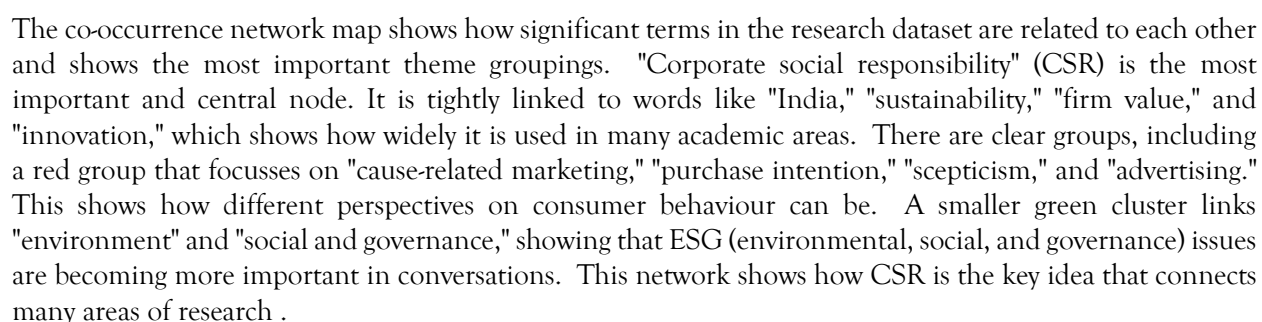 The co-occurrence network map shows how significant terms in the research dataset are related to each other
and shows the most important theme groupings.  "Corporate social responsibility" (CSR) is the most
important and central node. It is tightly linked to words like "India," "sustainability," "firm value," and
"innovation," which shows how widely it is used in many academic areas.  There are clear groups, including
a red group that focusses on "cause-related marketing," "purchase intention," "scepticism," and "advertising."
This shows how different perspectives on consumer behaviour can be.  A smaller green cluster links
"environment" and "social and governance," showing that ESG (environmental, social, and governance) issues
are becoming more important in conversations.  This network shows how CSR is the key idea that connects
many areas of research .